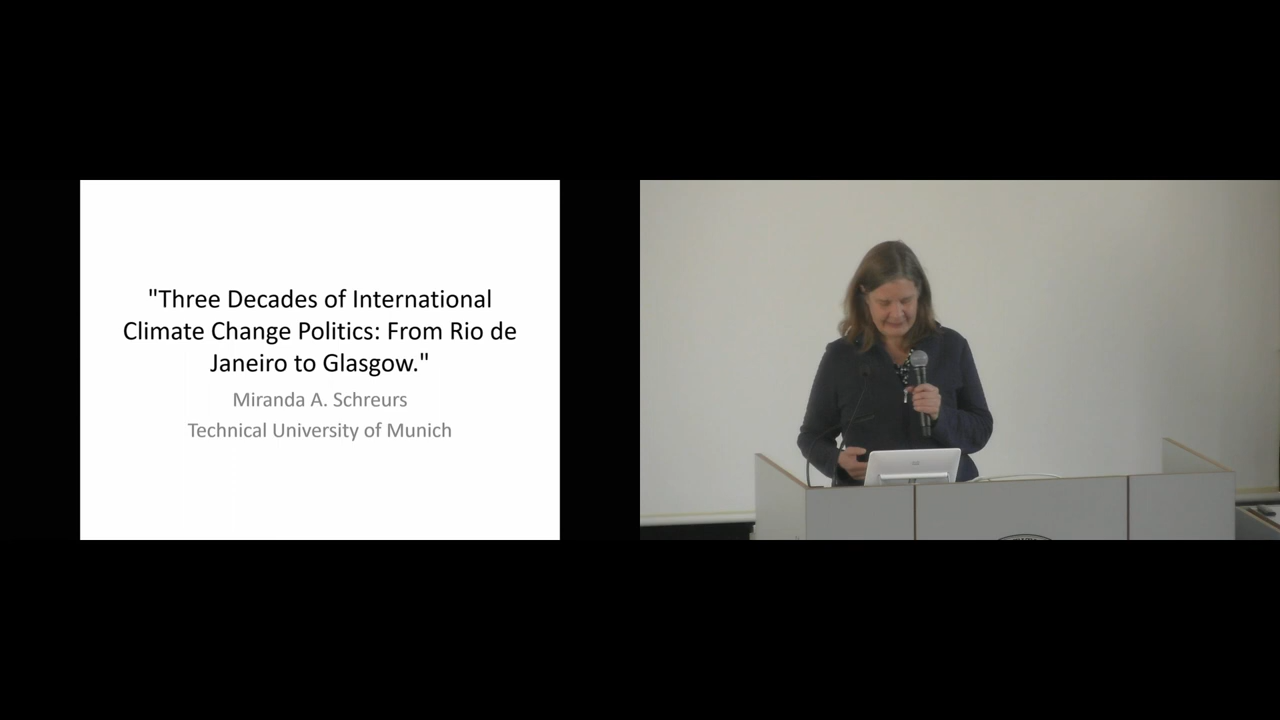 "Three Decades of International
Climate Change Politics: From Rio de
Janeiro to Glasgow."
Miranda A. Schreurs
Technical University of Munich